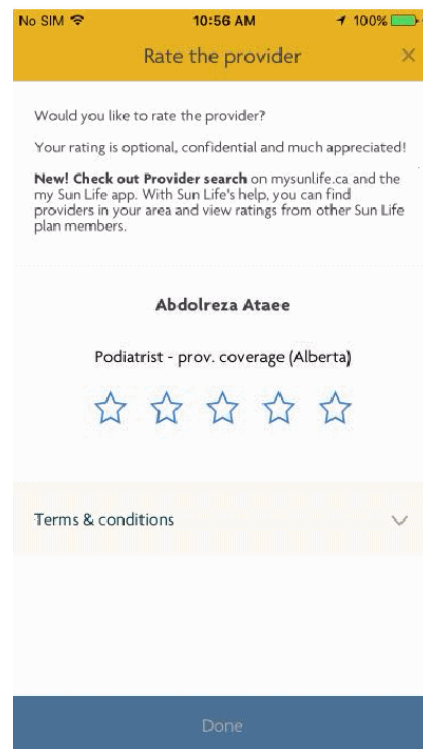 No SIM 10:56 AM 100%
Rate the provider
Would you like to rate the provider?
Your rating is optional, confidential and much appreciated!
New! Check out Provider search on mysunlife.ca and the
my Sun Life app. With Sun Life's help, you can find
providers in your area and view ratings from other Sun Life
plan members.
Abdolreza Ataee
Podiatrist - prov. coverage (Alberta)
Terms & conditions
Done